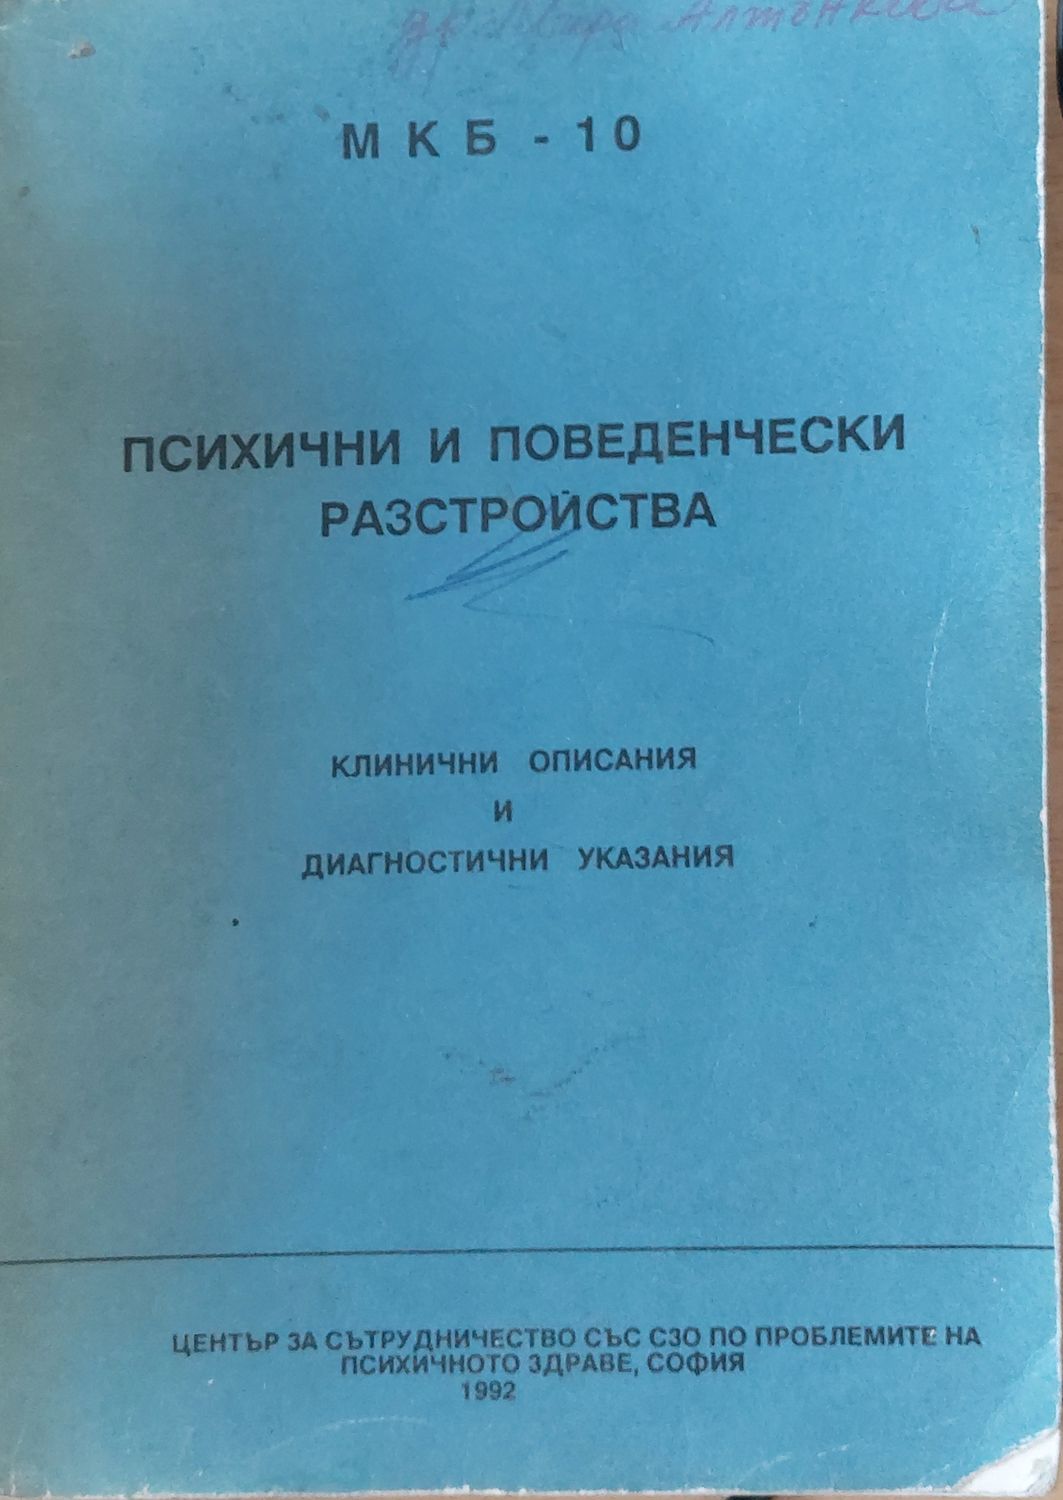 Алтънкова
МКБ - 10
ПСИХИЧНИ И ПОВЕДЕНЧЕСКИ
РАЗСТРОЙСТВА
КЛИНИЧНИ ОПИСАНИЯ
И
ДИАГНОСТИЧНИ УКАЗАНИЯ
ЦЕНТЪР ЗА СЪТРУДНИЧЕСТВО СЪС СЗО ПО ПРОБЛЕМИТЕ НА
ПСИХИЧНОТО ЗДРАВЕ, СОФИЯ
1992